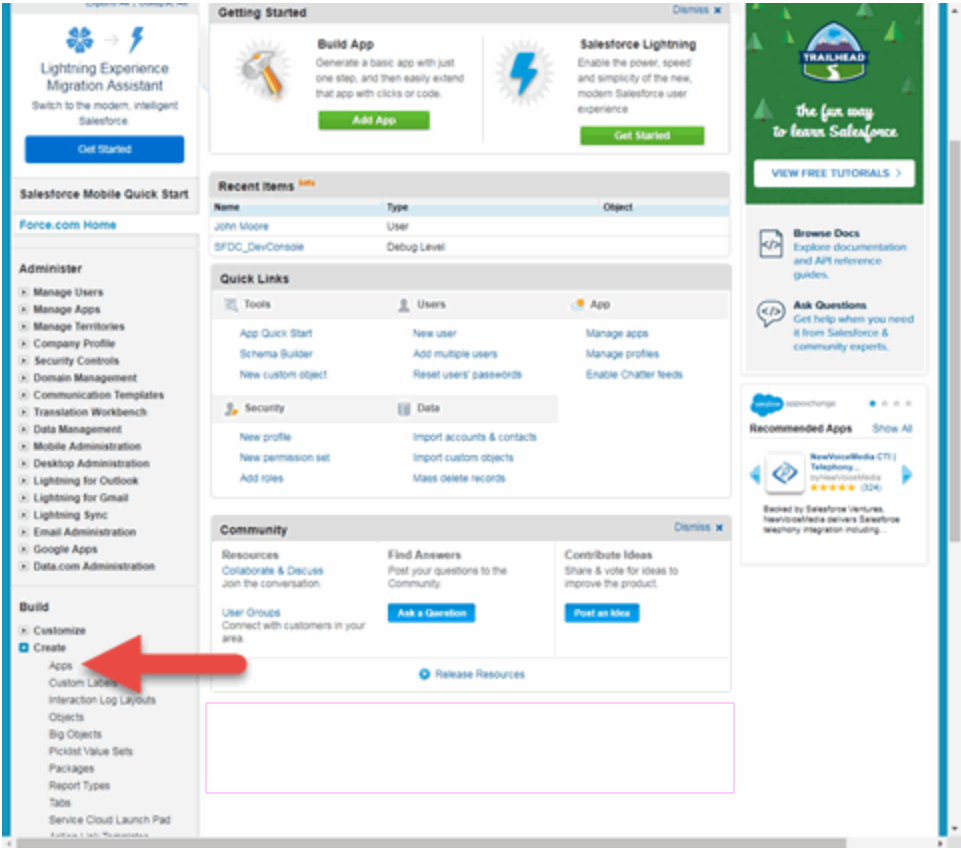 Expand All | Collapse All
Lightning Experience
Migration Assistant
Switch to the modern, intelligent
Salesforce.
Get Started
Salesforce Mobile Quick Start
Force.com Home
Administer
Manage Users
Manage Apps
Manage Territories
Company Profile
Security Controls
Domain Management
Communication Templates
Translation Workbench
Data Management
Mobile Administration
Desktop Administration
Lightning for Outlook
Lightning for Gmail
Lightning Sync
Email Administration
Google Apps
Data.com Administration
Build
Customize
Create
Apps
Custom Labels
Interaction Log Layouts
Objects
Big Objects
Picklist Value Sets
Packages
Report Types
Tabs
Service Cloud Launch Pad
Action Link Templates
Getting Started
Dismiss x
Build App
Generate a basic app with just
one step, and then easily extend
that app with clicks or code.
Add App
Salesforce Lightning
Enable the power, speed
and simplicity of the new,
modern Salesforce user
experience
Get Started
Recent Items Beta
Name Type Object
John Moore User
SFDC_DevConsole Debug Level
Quick Links
Tools Users App
App Quick Start New user Manage apps
Schema Builder Add multiple users Manage profiles
New custom object Reset users' passwords Enable Chatter feeds
Security Data
New profile Import accounts & contacts
New permission set Import custom objects
Add roles Mass delete records
Community
Dismiss x
Resources
Collaborate & Discuss
Join the conversation.
User Groups
Connect with customers in your
area.
Find Answers
Post your questions to the
Community.
Ask a Question
Contribute Ideas
Share & vote for ideas to
improve the product.
Post an Idea
Release Resources
TRAILHEAD
the fun way
to learn Salesforce
VIEW FREE TUTORIALS >
Browse Docs
Explore documentation
and API reference
guides.
Ask Questions
Get help when you need
it from Salesforce &
community experts.
salesforce appexchange
Recommended Apps Show All
NewVoiceMedia CTI |
Telephony...
byNewVoiceMedia
(324)
Backed by Salesforce Ventures,
NewVoiceMedia delivers Salesforce
telephony integration including...